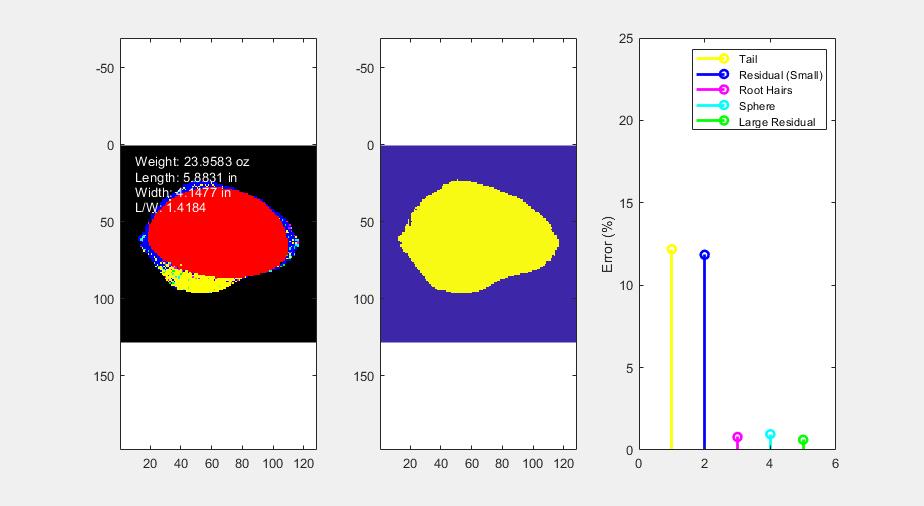 Weight: 23.9583 oz
Length: 5.8831 in
Width: 4.1477 in
L/W: 1.4184
-50
0
50
100
150
20 40 60 80 100 120
20 40 60 80 100 120
-50
0
50
100
150
Error (%)
25
20
15
10
5
0
0 2 4 6
Tail
Residual (Small)
Root Hairs
Sphere
Large Residual